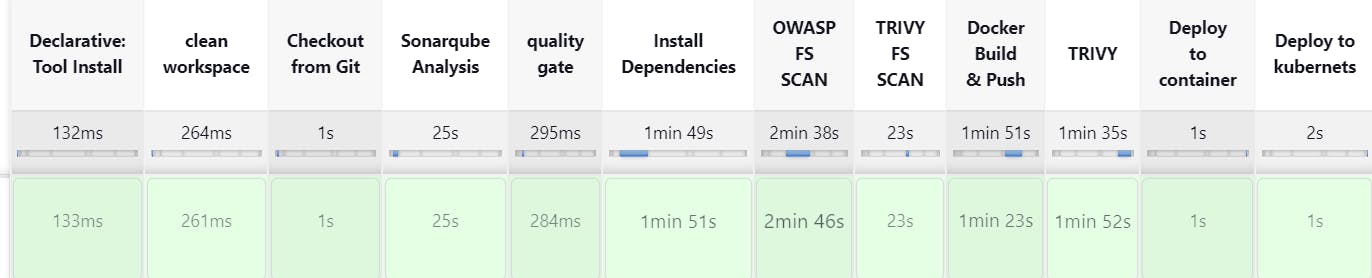 Declarative:
Tool Install
clean
workspace
Checkout
from Git
Sonarqube
Analysis
quality
gate
Install
Dependencies
OWASP
FS
SCAN
TRIVY
FS
SCAN
Docker
Build
& Push
TRIVY
Deploy
to
container
Deploy to
kubernets
132ms 264ms 1s 25s 295ms 1min 49s 2min 38s 23s 1min 51s 1min 35s 1s 2s
133ms 261ms 1s 25s 284ms 1min 51s 2min 46s 23s 1min 23s 1min 52s 1s 1s